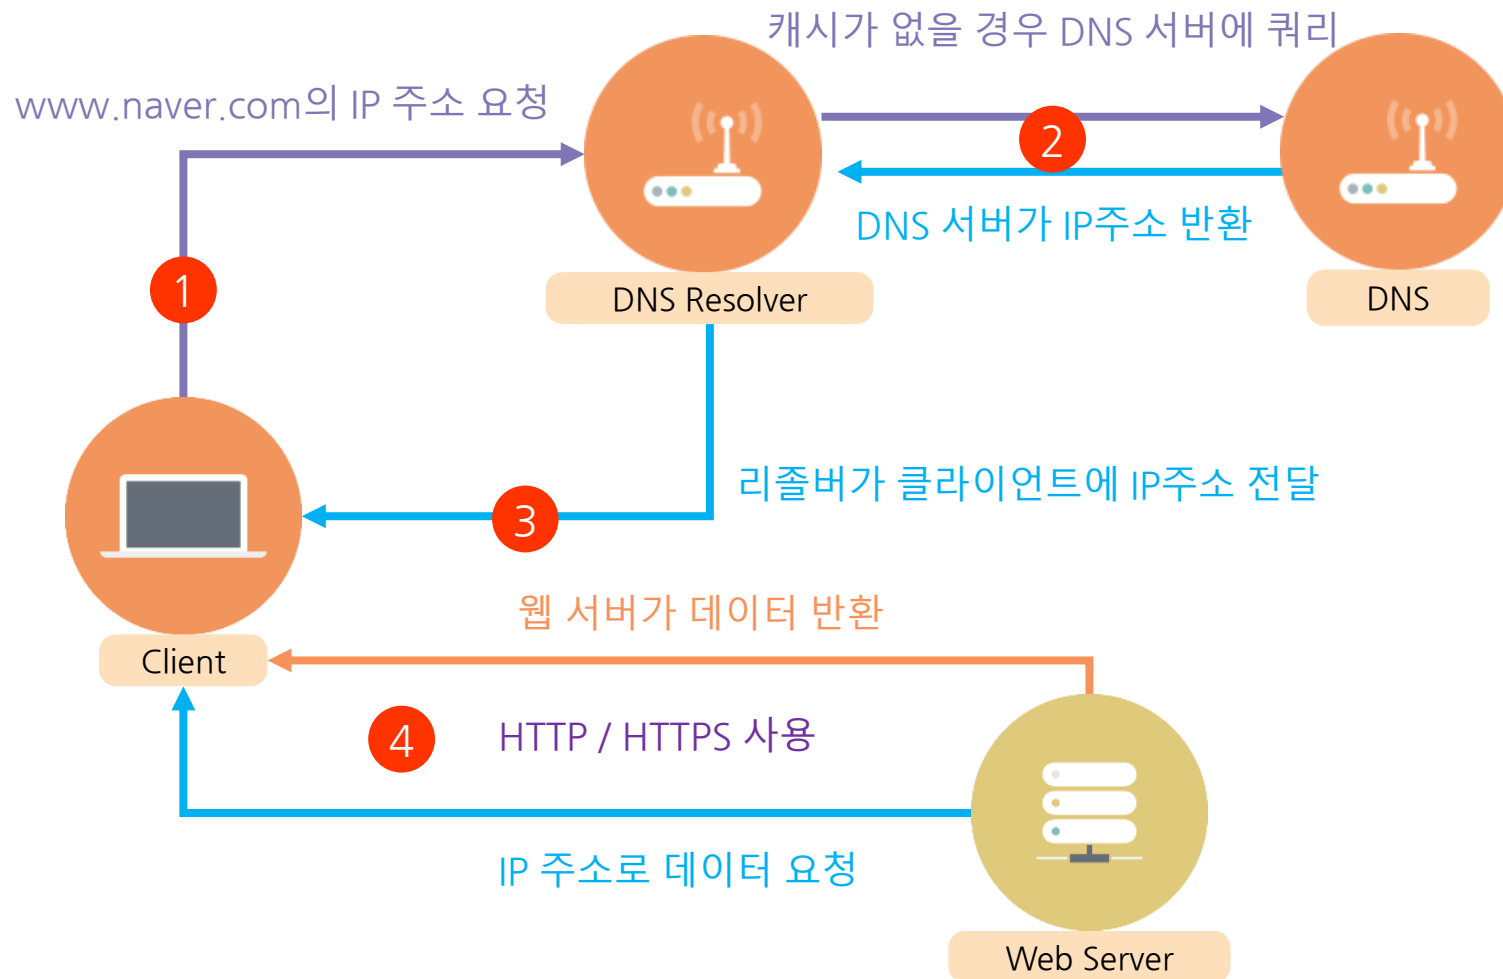 캐시가 없을 경우 DNS 서버에 쿼리
www.naver.com의 IP 주소 요청
2
DNS 서버가 IP주소 반환
1
DNS Resolver
DNS
리졸버가 클라이언트에 IP주소 전달
3
웹 서버가 데이터 반환
Client
4
HTTP / HTTPS 사용
IP 주소로 데이터 요청
Web Server